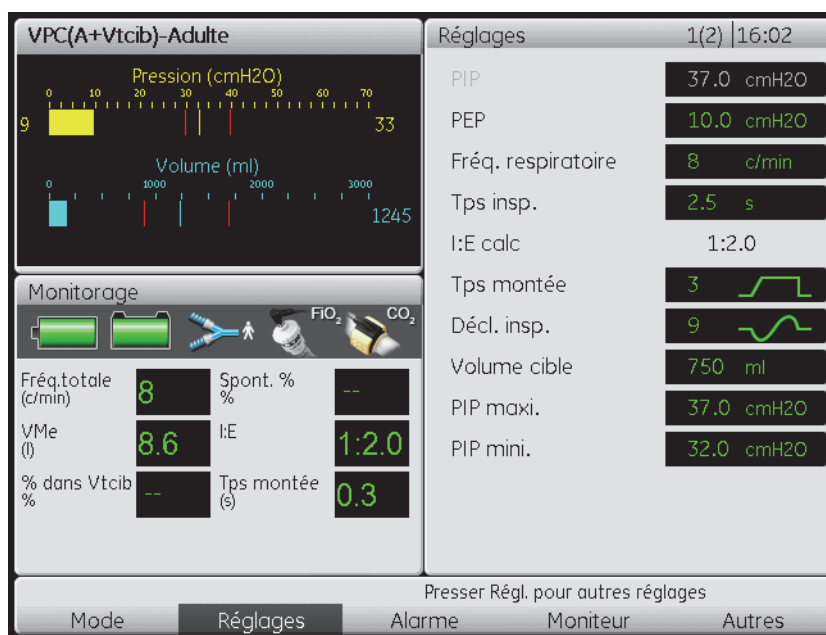 VPC(A+Vtcib)-Adulte
Pression (cmH2O)
0 10 20 30 40 50 60 70
9 33
Volume (ml)
0 1000 2000 3000
1245
Monitorage
FiO2 CO2
Fréq.totale (c/min) 8 Spont. % % --
VMe (l) 8.6 I:E 1:2.0
% dans Vtcib % -- Tps montée (s) 0.3
Réglages 1(2) 16:02
PIP 37.0 cmH2O
PEP 10.0 cmH2O
Fréq. respiratoire 8 c/min
Tps insp. 2.5 s
I:E calc 1:2.0
Tps montée 3
Décl. insp. 9
Volume cible 750 ml
PIP maxi. 37.0 cmH2O
PIP mini. 32.0 cmH2O
Presser Régl. pour autres réglages
Mode Réglages Alarme Moniteur Autres